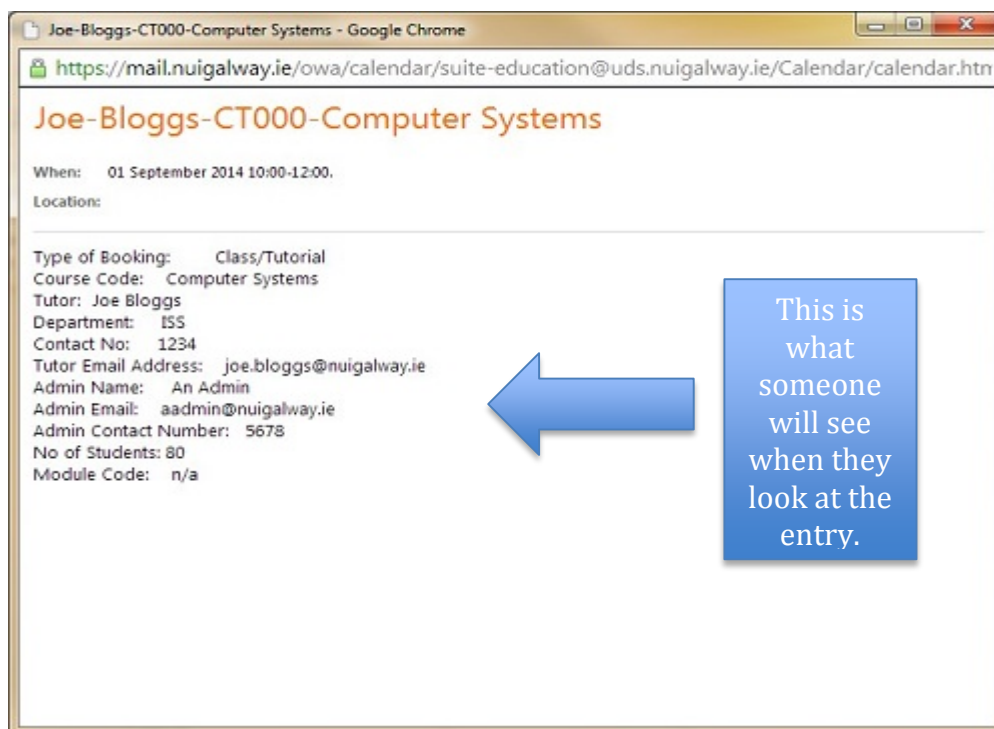 Joe-Bloggs-CT000-Computer Systems - Google Chrome
https://mail.nuigalway.ie/owa/calendar/suite-education@uds.nuigalway.ie/Calendar/calendar.htm
Joe-Bloggs-CT000-Computer Systems
When: 01 September 2014 10:00-12:00.
Location:
Type of Booking: Class/Tutorial
Course Code: Computer Systems
Tutor: Joe Bloggs
Department: ISS
Contact No: 1234
Tutor Email Address: joe.bloggs@nuigalway.ie
Admin Name: An Admin
Admin Email: aadmin@nuigalway.ie
Admin Contact Number: 5678
No of Students: 80
Module Code: n/a
This is
what
someone
will see
when they
look at the
entry.